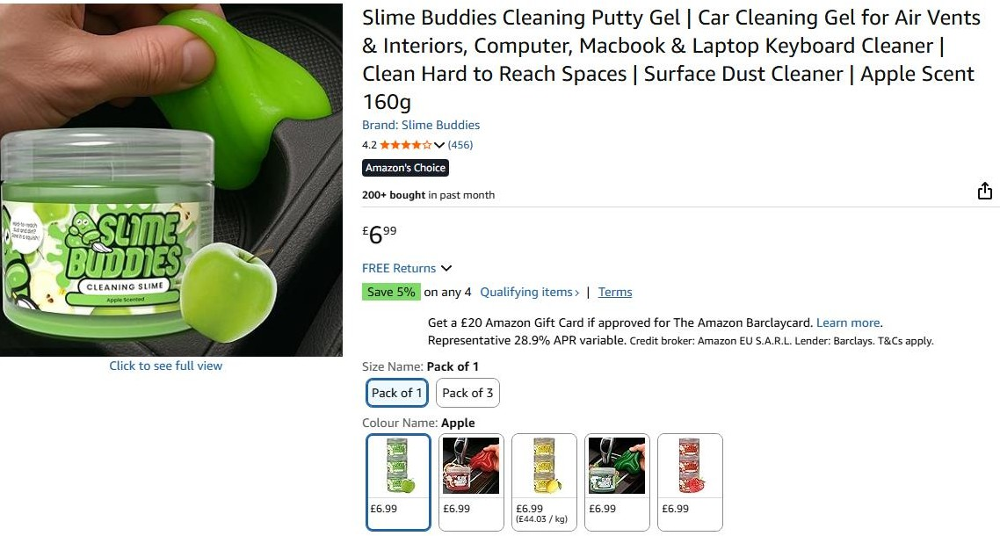 Slime Buddies Cleaning Putty Gel | Car Cleaning Gel for Air Vents
& Interiors, Computer, Macbook & Laptop Keyboard Cleaner |
Clean Hard to Reach Spaces | Surface Dust Cleaner | Apple Scent
160g
Brand: Slime Buddies
4.2 (456)
Amazon's Choice
200+ bought in past month
£6.99
FREE Returns
Save 5% on any 4 Qualifying items | Terms
Get a £20 Amazon Gift Card if approved for The Amazon Barclaycard. Learn more.
Representative 28.9% APR variable. Credit broker: Amazon EU S.A.R.L. Lender: Barclays. T&Cs apply.
Size Name: Pack of 1
Pack of 1 Pack of 3
Colour Name: Apple
£6.99 £6.99 £6.99 £6.99 £6.99
(£44.03 / kg)
SLIME
BUDDIES
CLEANING SLIME
Apple Scented
Click to see full view